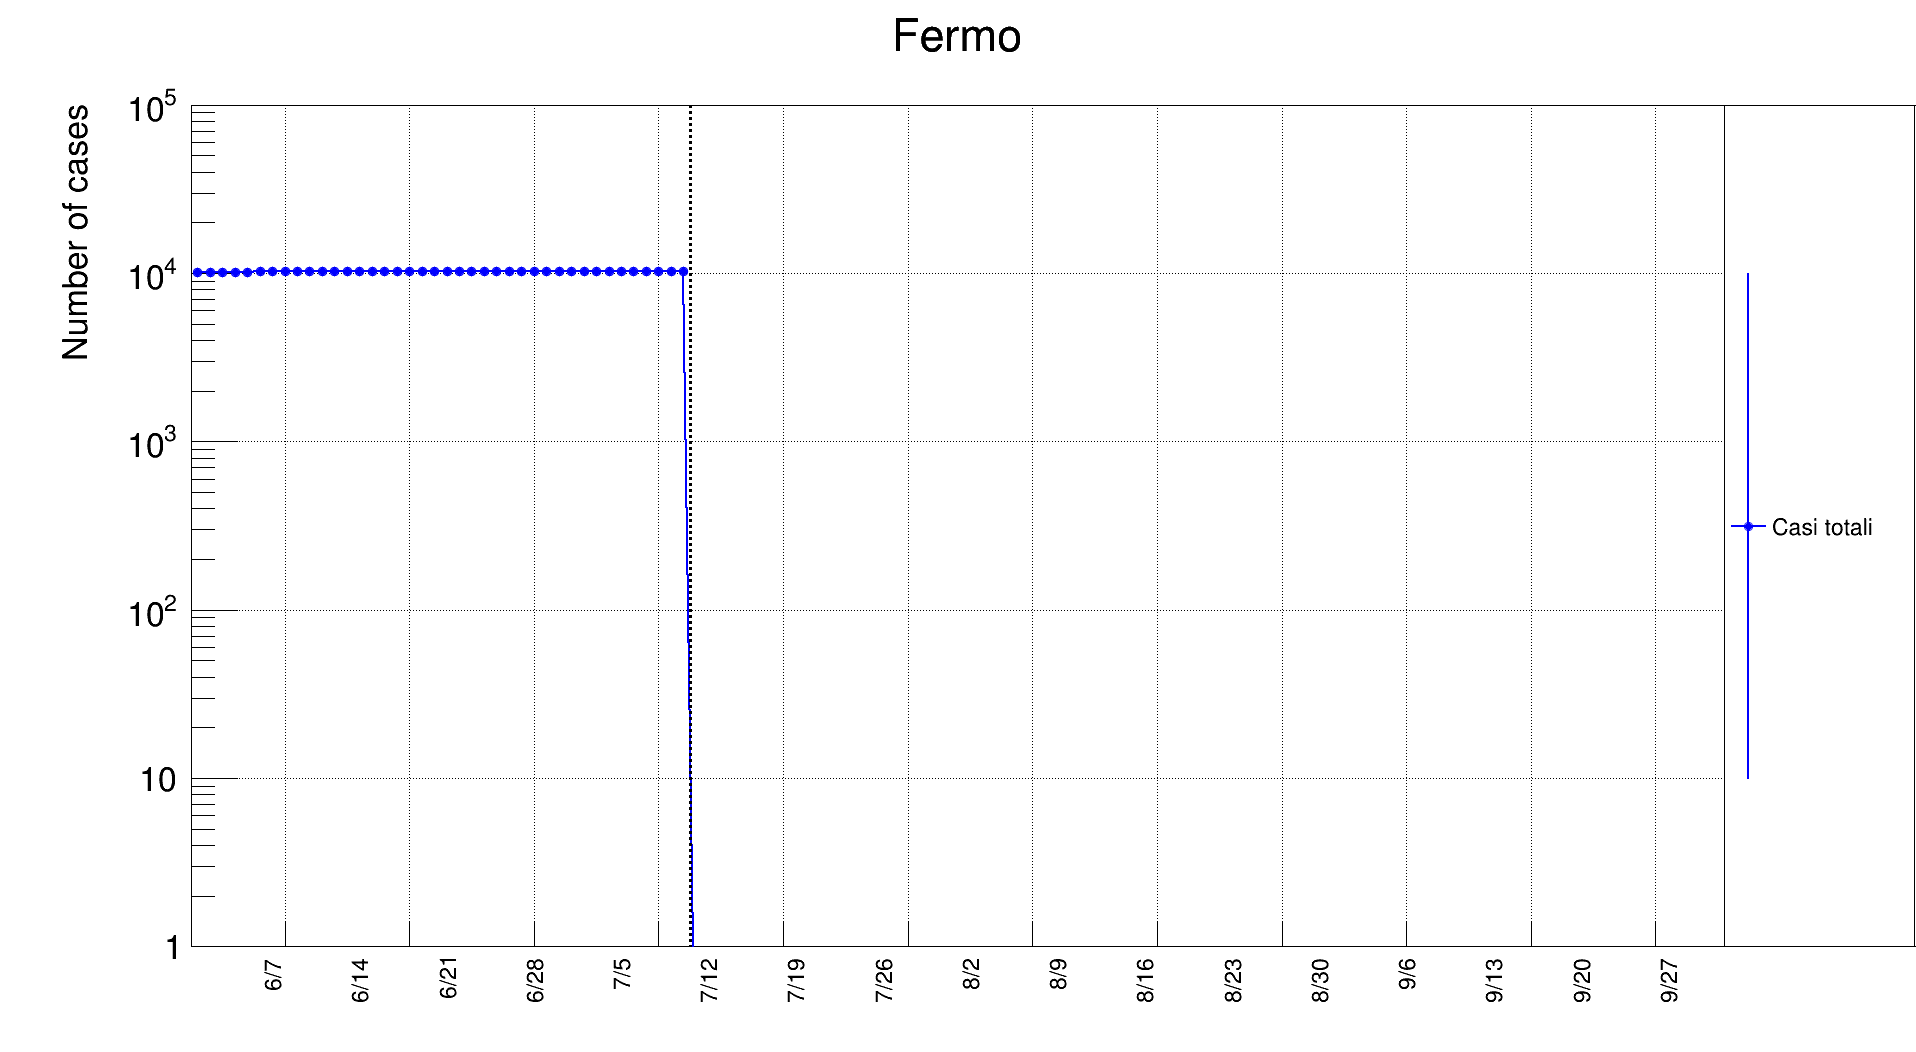 Fermo
Number of cases
10^5
10^4
10^3
10^2
10
1
6/7 6/14 6/21 6/28 7/5 7/12 7/19 7/26 8/2 8/9 8/16 8/23 8/30 9/6 9/13 9/20 9/27
Casi totali